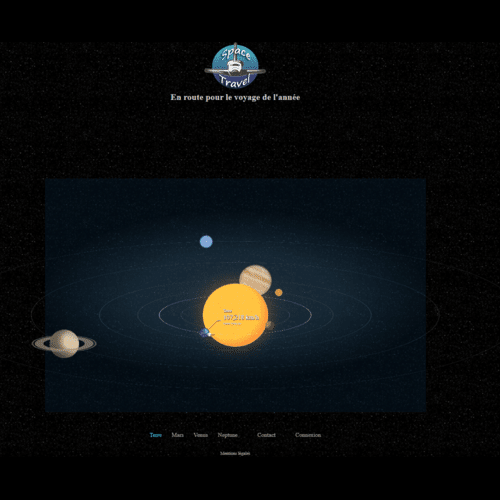 Space
Travel
En route pour le voyage de l'année
Terre Mars Venus Neptune Contact Connexion
Mentions légales